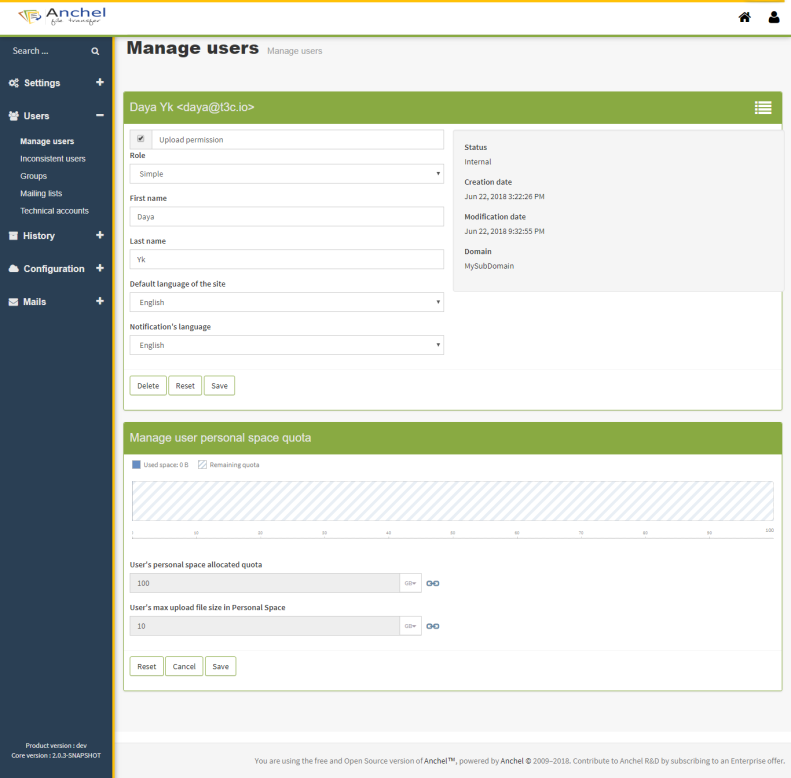 Anchel
file transfer
Search ...
Settings
Users
Manage users
Inconsistent users
Groups
Mailing lists
Technical accounts
History
Configuration
Mails
Product version : dev
Core version : 2.0.3-SNAPSHOT
Manage users Manage users
Daya Yk <daya@t3c.io>
Upload permission
Role
Simple
First name
Daya
Last name
Yk
Default language of the site
English
Notification's language
English
Delete Reset Save
Status
Internal
Creation date
Jun 22, 2018 3:22:26 PM
Modification date
Jun 22, 2018 9:32:55 PM
Domain
MySubDomain
Manage user personal space quota
Used space: 0 B Remaining quota
10 20 30 40 50 60 70 80 90 100
User's personal space allocated quota
100 GB
User's max upload file size in Personal Space
10 GB
Reset Cancel Save
You are using the free and Open Source version of Anchel™, powered by Anchel © 2009–2018. Contribute to Anchel R&D by subscribing to an Enterprise offer.